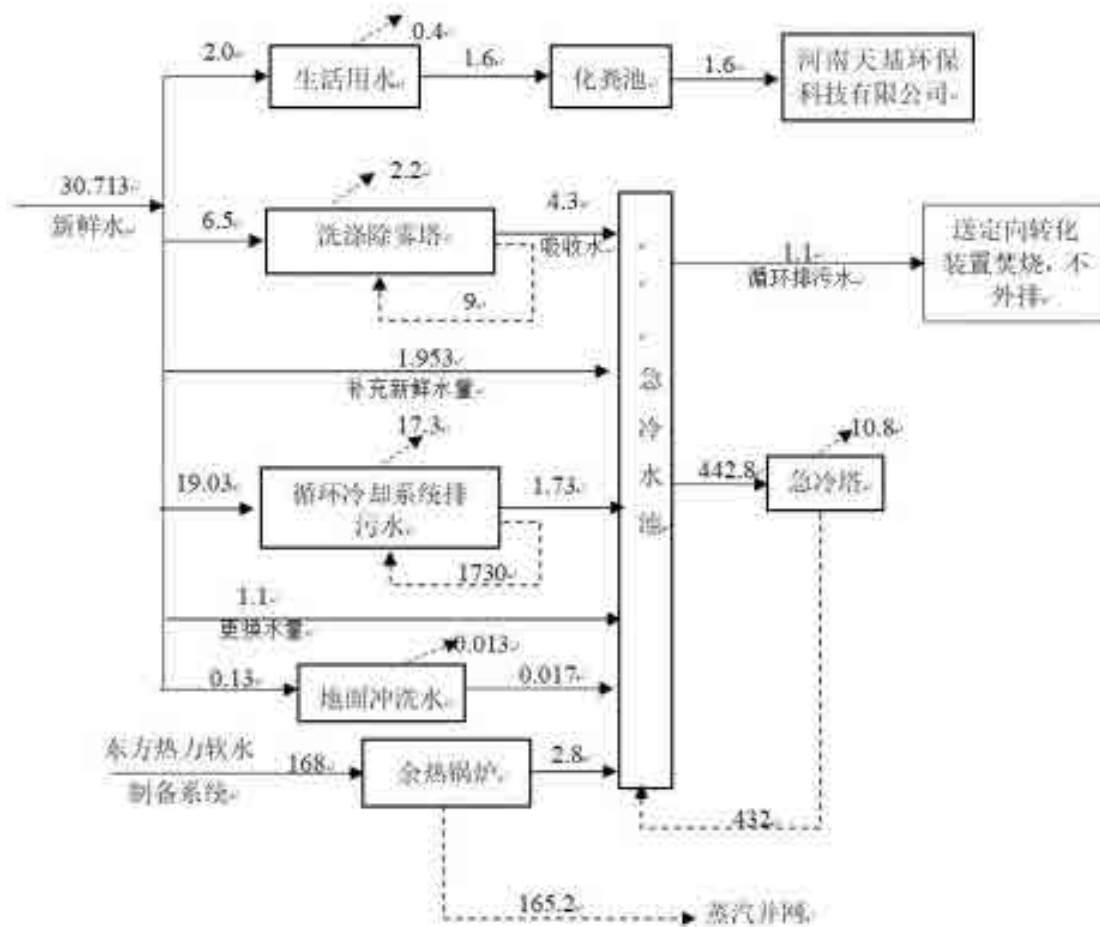 0.4
2.0
生活用水
1.6
化粪池
1.6
河南天基环保
科技有限公司
30.713
新鲜水
6.5
2.2
洗涤除雾塔
4.3
吸收水
9
1.1
循环排污水
送定向转化
装置焚烧，不
外排
1.953
补充新鲜水量
急冷水池
17.3
19.03
循环冷却系统排
污水
1.73
1730
442.8
10.8
急冷塔
1.1
更换水量
0.013
0.13
地面冲洗水
0.017
东方热力软水
制备系统
168
余热锅炉
2.8
432
165.2
蒸汽并网